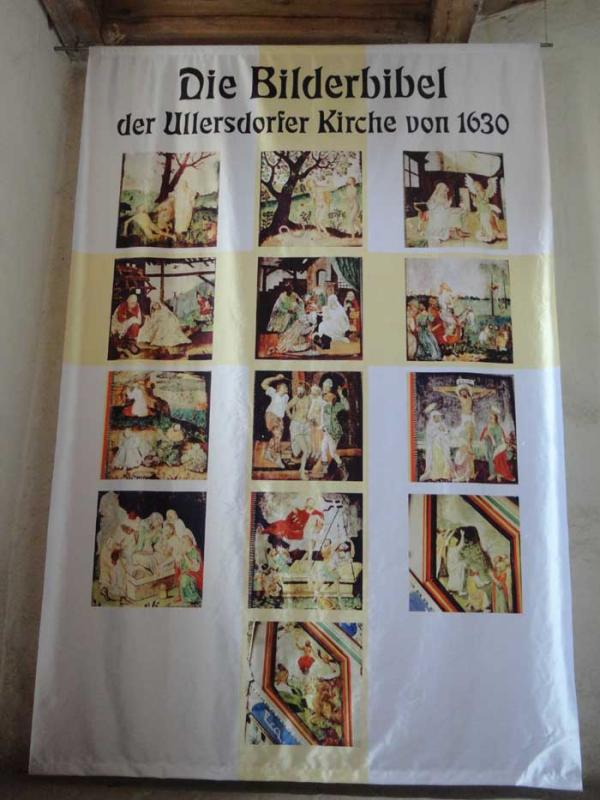 Die Bilderbibel
der Ullersdorfer Kirche von 1630